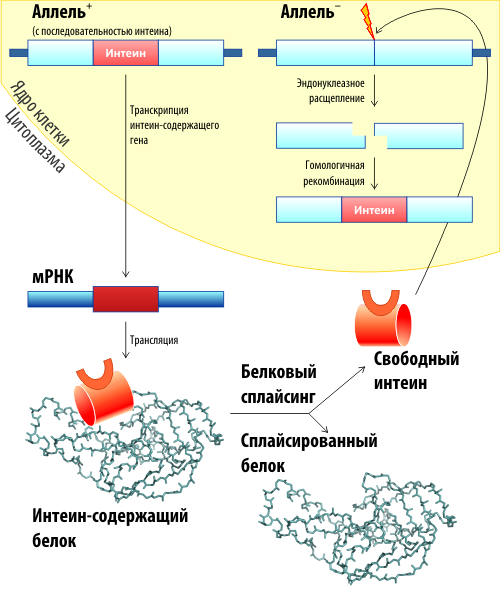 Аллель+
(с последовательностью интеина)
Интеин
Аллель–
Эндонуклеазное
расщепление
Гомологичная
рекомбинация
Интеин
Ядро клетки
Цитоплазма
Транскрипция
интеин-содержащего
гена
мРНК
Трансляция
Интеин-содержащий
белок
Белковый
сплайсинг
Свободный
интеин
Сплайсированный
белок